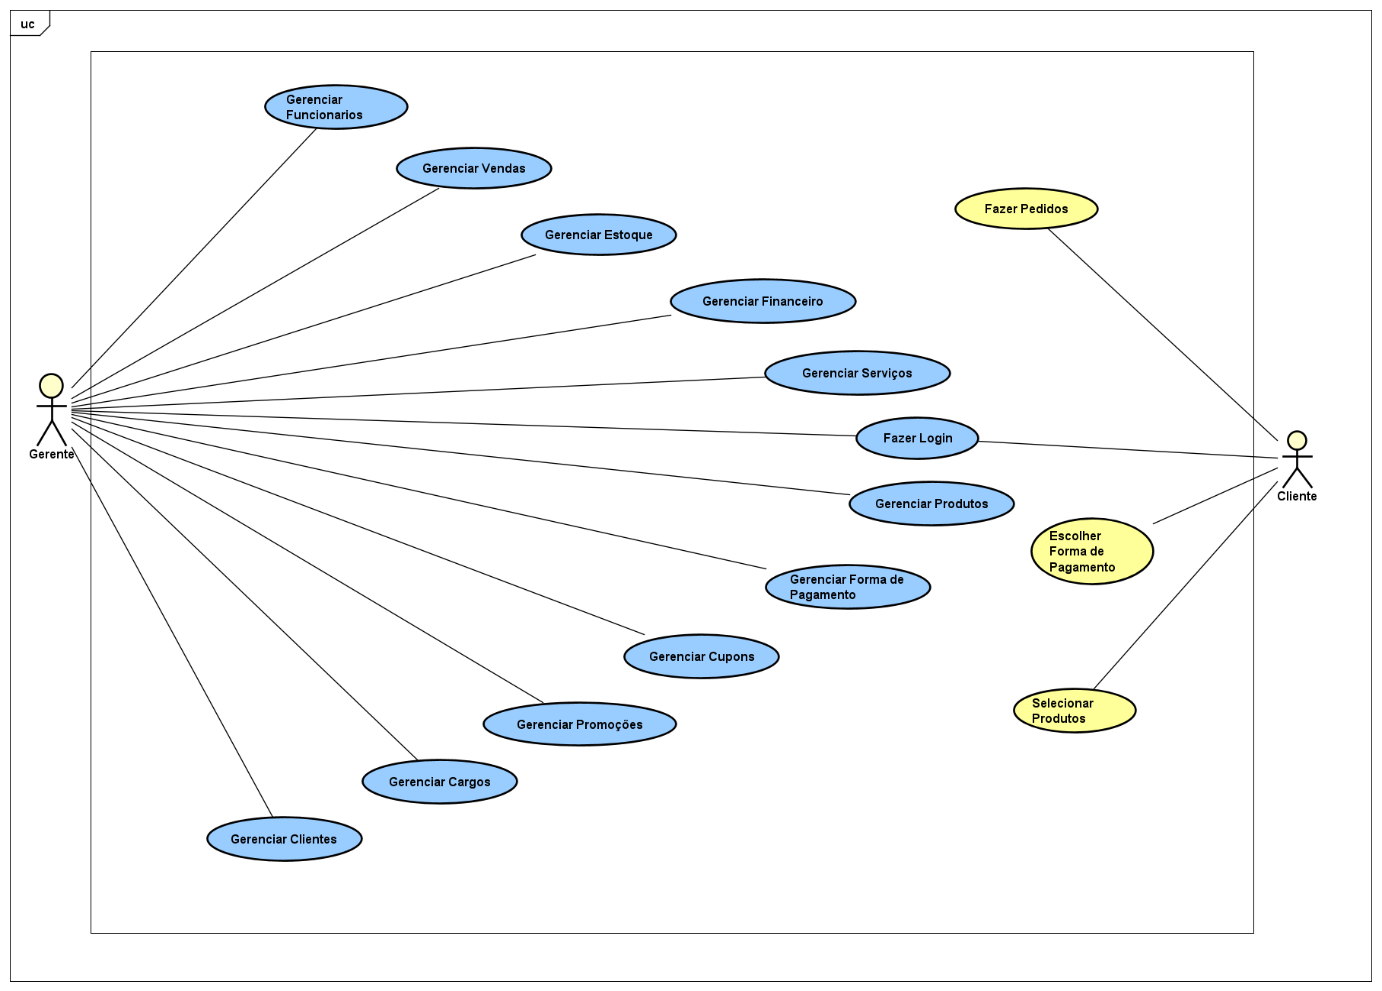 uc
Gerenciar
Funcionarios
Gerenciar Vendas
Fazer Pedidos
Gerenciar Estoque
Gerenciar Financeiro
Gerenciar Serviços
Fazer Login
Gerente
Cliente
Gerenciar Produtos
Escolher
Forma de
Pagamento
Gerenciar Forma de
Pagamento
Gerenciar Cupons
Selecionar
Produtos
Gerenciar Promoções
Gerenciar Cargos
Gerenciar Clientes